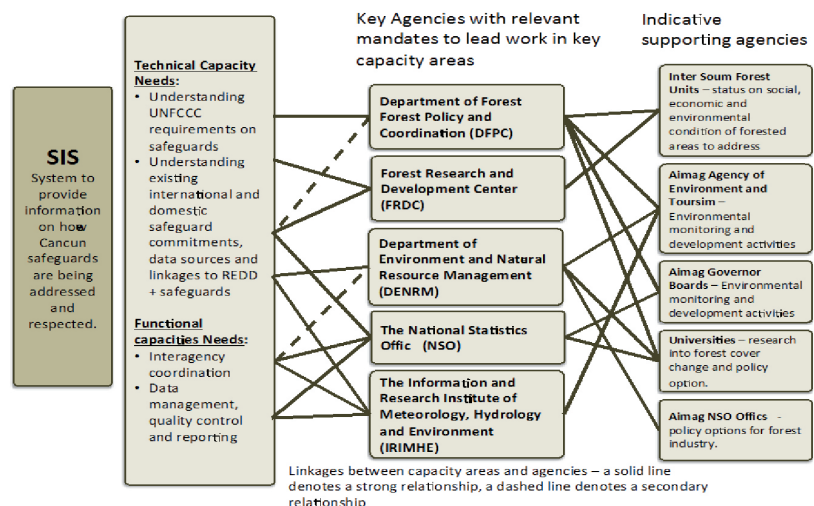 Key Agencies with relevant
mandates to lead work in key
capacity areas
Indicative
supporting agencies
SIS
System to
provide
information
on how
Cancun
safeguards
are being
addressed
and
respected.
Technical Capacity
Needs:
• Understanding
UNFCCC
requirements on
safeguards
• Understanding
existing
international and
domestic
safeguard
commitments,
data sources and
linkages to REDD
+ safeguards
Functional
capacities Needs:
• Interagency
coordination
• Data
management,
quality control
and reporting
Department of Forest
Forest Policy and
Coordination (DFPC)
Forest Research and
Development Center
(FRDC)
Department of
Environment and Natural
Resource Management
(DENRM)
The National Statistics
Offic (NSO)
The Information and
Research Institute of
Meteorology, Hydrology
and Environment
(IRIMHE)
Inter Soum Forest
Units – status on social,
economic and
environmental
condition of forested
areas to address
Aimag Agency of
Environment and
Toursim –
Environmental
monitoring and
development activities
Aimag Governor
Boards – Environmental
monitoring and
development activities
Universities – research
into forest cover
change and policy
option.
Aimag NSO Offics -
policy options for forest
industry.
Linkages between capacity areas and agencies – a solid line
denotes a strong relationship, a dashed line denotes a secondary
relationship